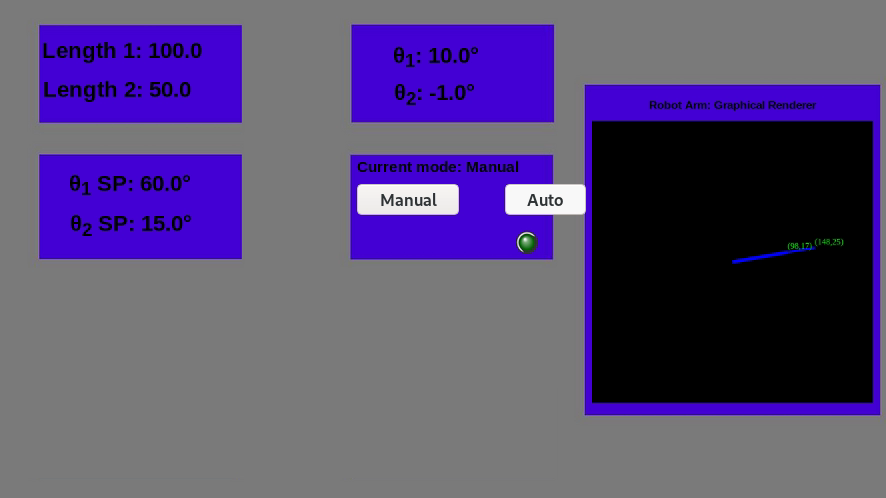 Length 1: 100.0
Length 2: 50.0
θ1: 10.0°
θ2: -1.0°
θ1 SP: 60.0°
θ2 SP: 15.0°
Current mode: Manual
Manual
Auto
Robot Arm: Graphical Renderer
(98,17)
(148,25)